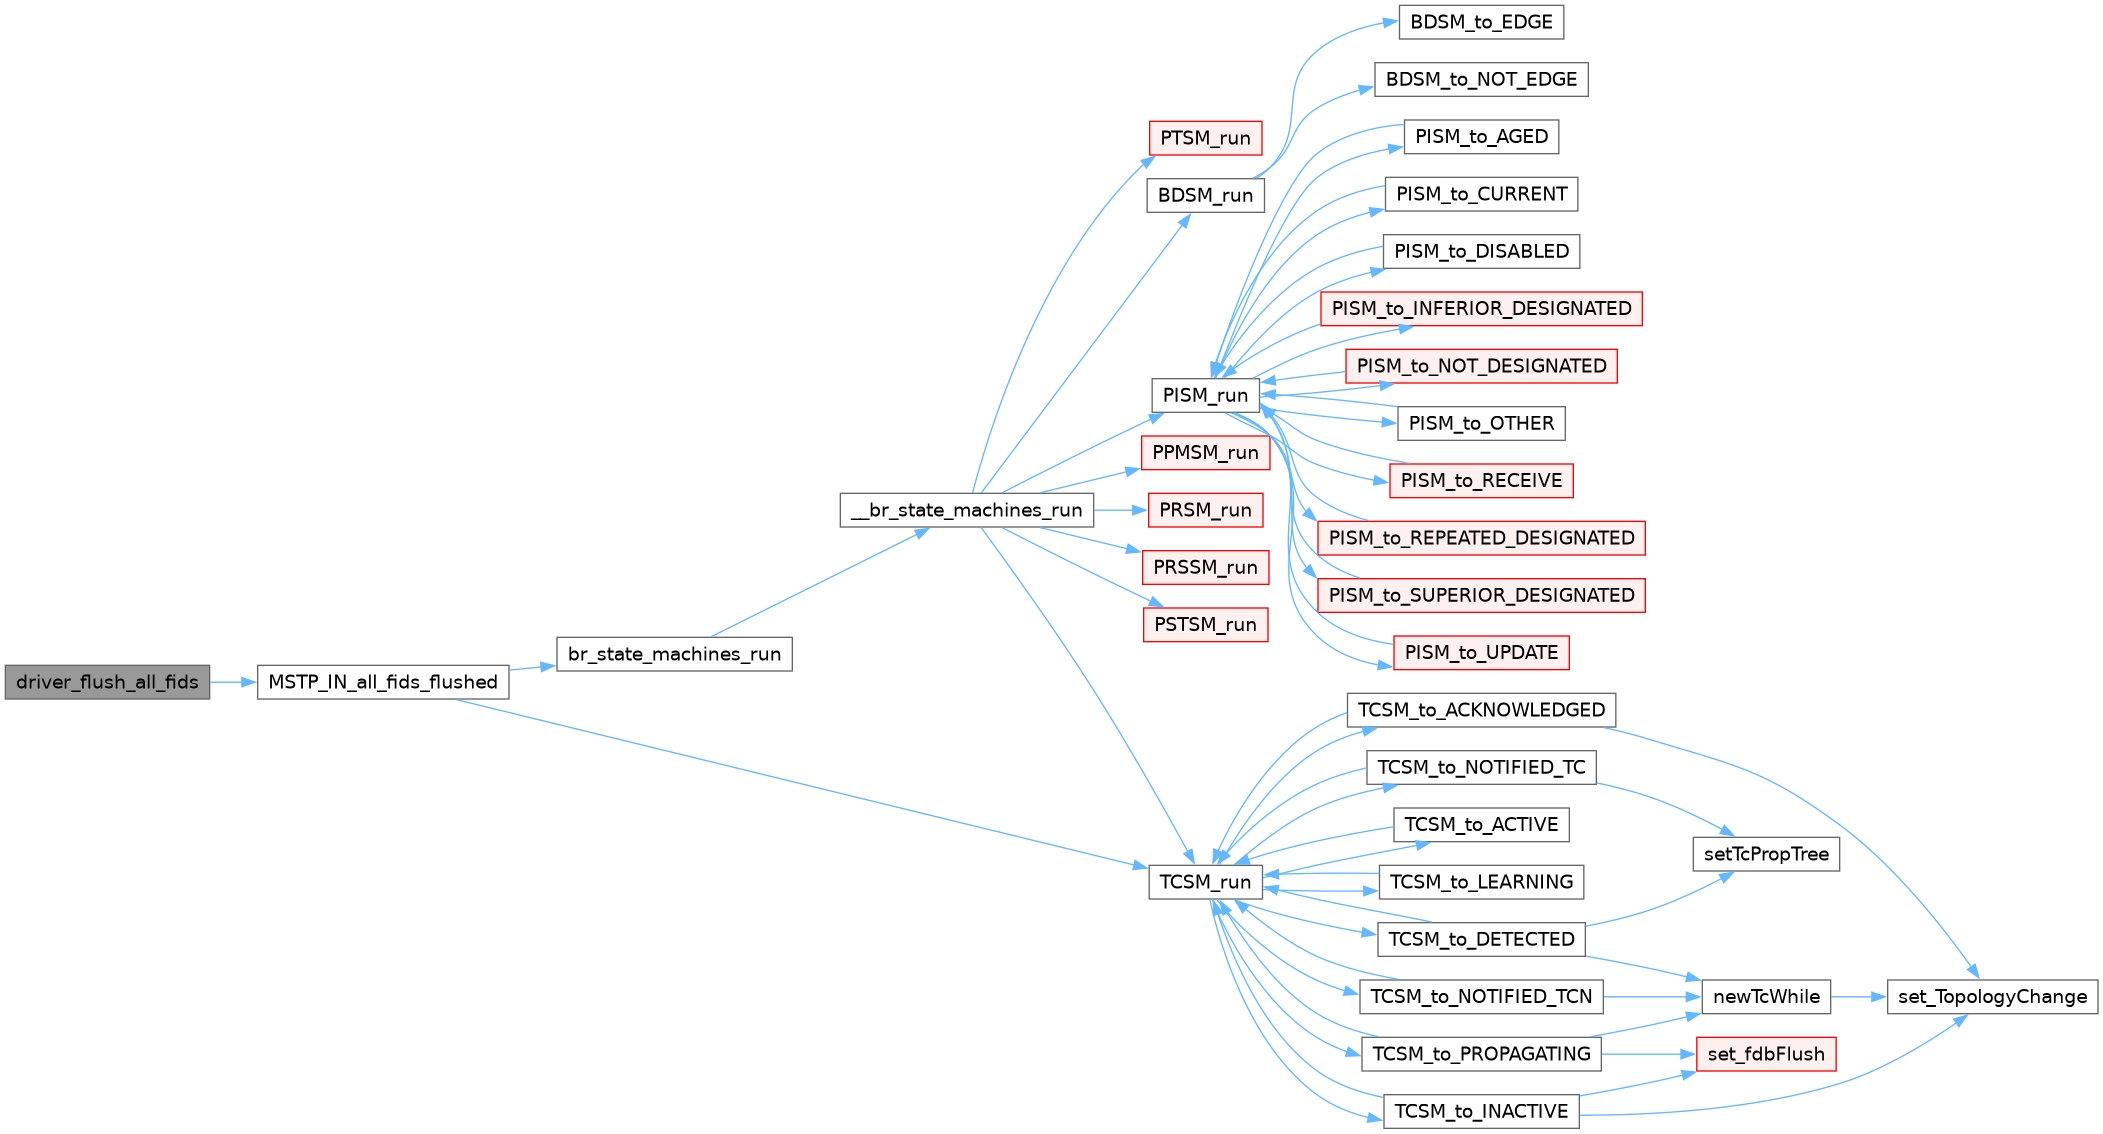 driver_flush_all_fids
MSTP_IN_all_fids_flushed
br_state_machines_run
__br_state_machines_run
PTSM_run
BDSM_run
PISM_run
PPMSM_run
PRSM_run
PRSSM_run
PSTSM_run
TCSM_run
BDSM_to_EDGE
BDSM_to_NOT_EDGE
PISM_to_AGED
PISM_to_CURRENT
PISM_to_DISABLED
PISM_to_INFERIOR_DESIGNATED
PISM_to_NOT_DESIGNATED
PISM_to_OTHER
PISM_to_RECEIVE
PISM_to_REPEATED_DESIGNATED
PISM_to_SUPERIOR_DESIGNATED
PISM_to_UPDATE
TCSM_to_ACKNOWLEDGED
TCSM_to_NOTIFIED_TC
TCSM_to_ACTIVE
TCSM_to_LEARNING
TCSM_to_DETECTED
TCSM_to_NOTIFIED_TCN
TCSM_to_PROPAGATING
TCSM_to_INACTIVE
setTcPropTree
newTcWhile
set_fdbFlush
set_TopologyChange